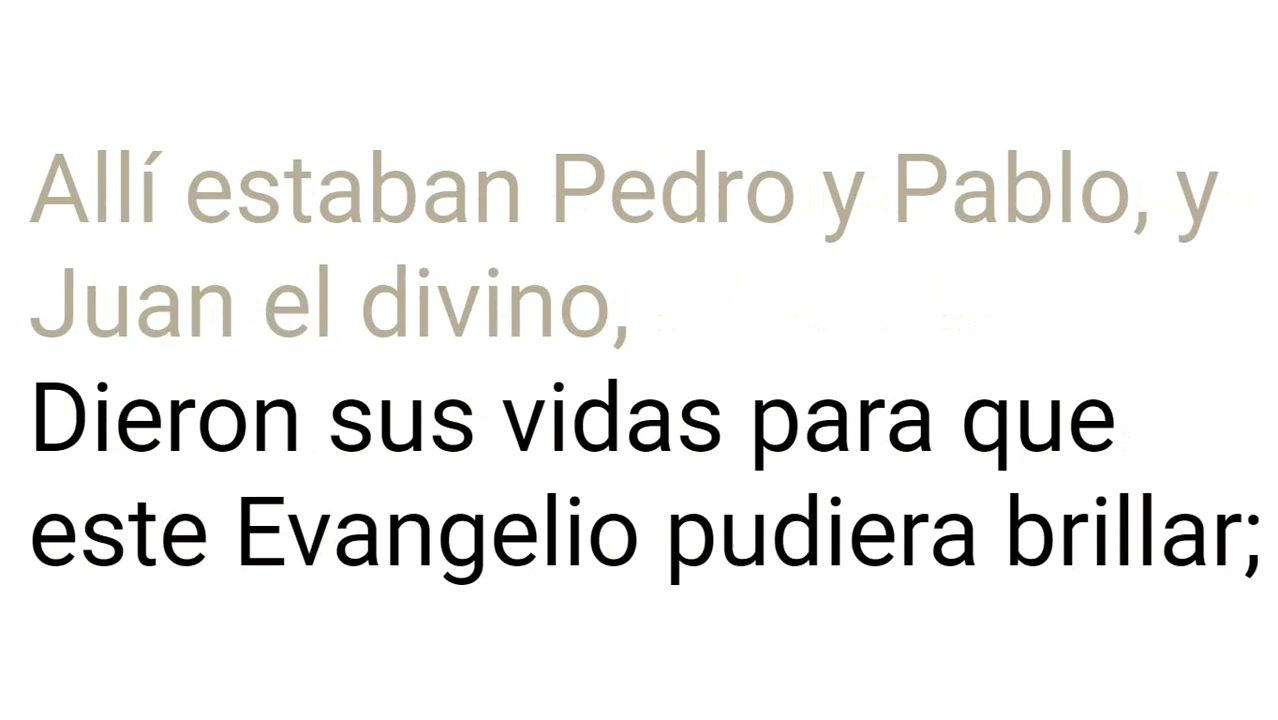 Allí estaban Pedro y Pablo, y
Juan el divino,
Dieron sus vidas para que
este Evangelio pudiera brillar;